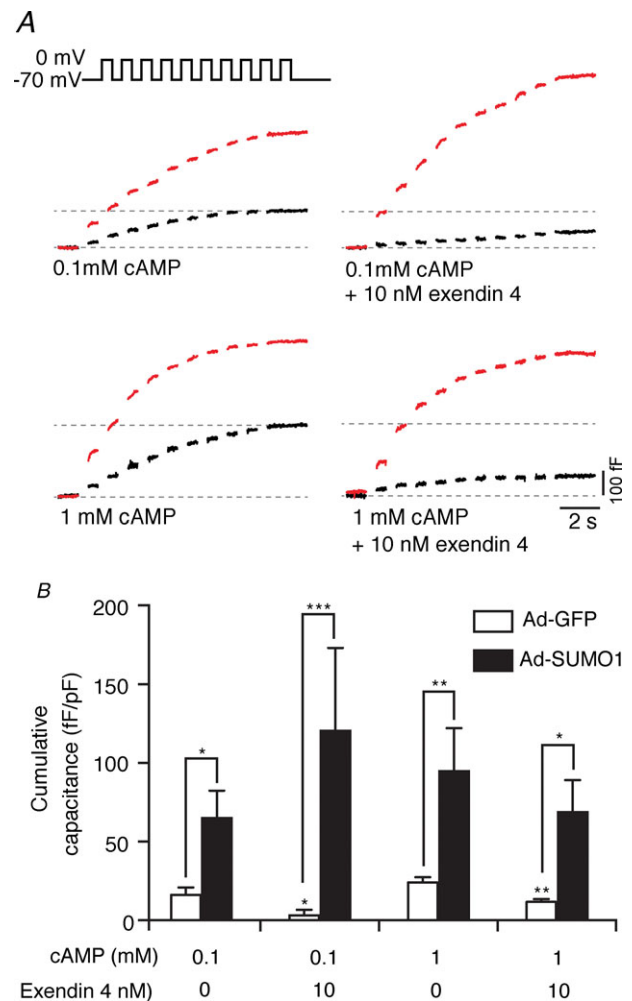 A
0 mV
-70 mV
0.1mM cAMP
0.1mM cAMP
+ 10 nM exendin 4
1 mM cAMP
1 mM cAMP
+ 10 nM exendin 4
100 fF
2 s
B
Cumulative
capacitance (fF/pF)
200
150
100
50
0
Ad-GFP
Ad-SUMO1
*
***
**
*
*
**
cAMP (mM) 0.1 0.1 1 1
Exendin 4 nM) 0 10 0 10